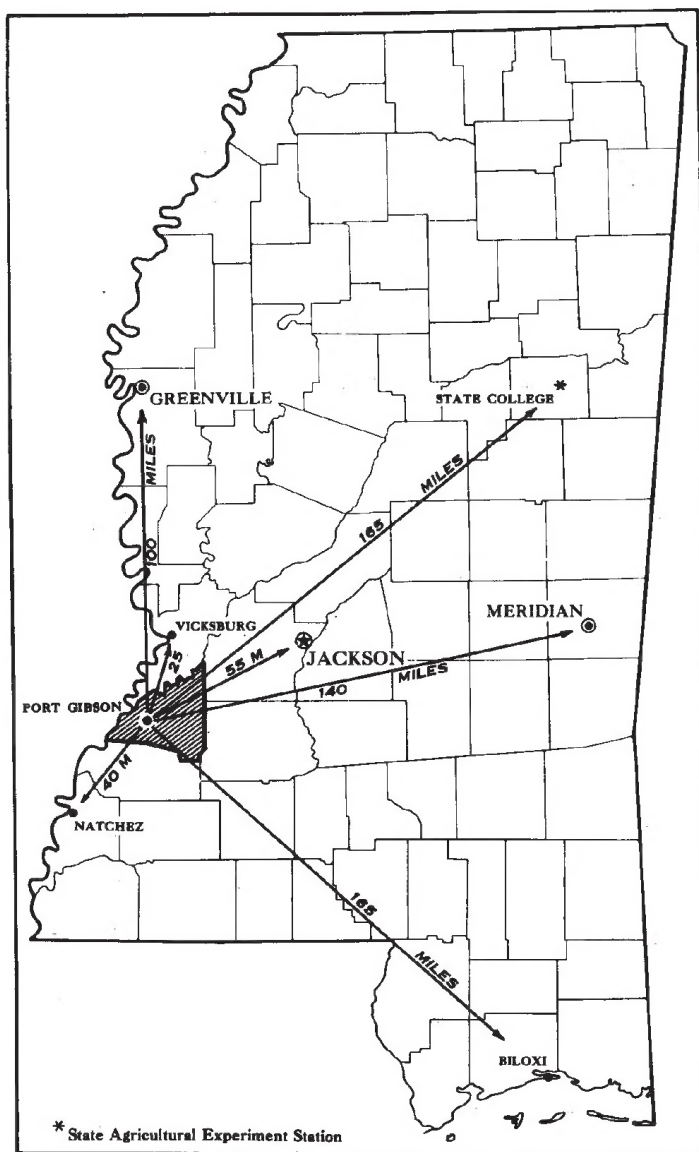 GREENVILLE
STATE COLLEGE *
100 MILES
165 MILES
VICKSBURG
25
JACKSON
55 M
MERIDIAN
140 MILES
PORT GIBSON
40 M
NATCHEZ
165 MILES
BILOXI
* State Agricultural Experiment Station